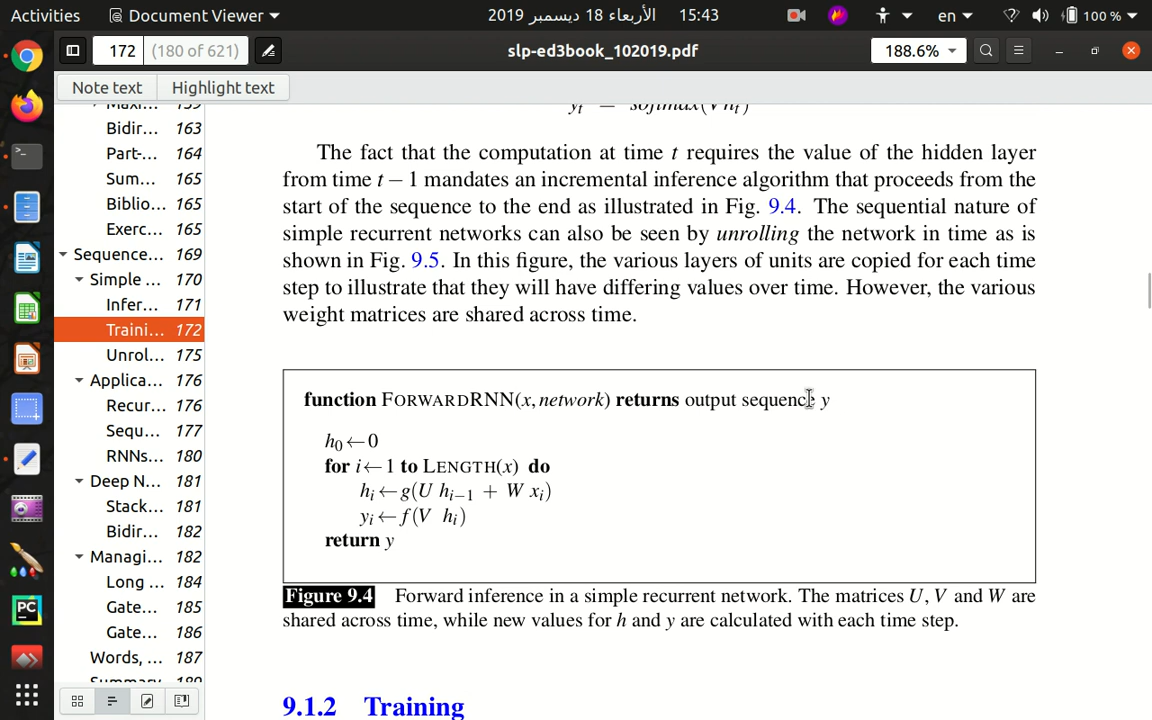 Activities Document Viewer 2019 الأربعاء 18 ديسمبر 15:43 en 100 %
172 (180 of 621) slp-ed3book_102019.pdf 188.6%
Note text Highlight text
Bidir... 163
Part-... 164
Sum... 165
Biblio... 165
Exerc... 165
Sequence... 169
Simple ... 170
Infer... 171
Traini... 172
Unrol... 175
Applica... 176
Recur... 176
Sequ... 177
RNNs... 180
Deep N... 181
Stack... 181
Bidir... 182
Managi... 182
Long ... 184
Gate... 185
Gate... 186
Words, ... 187
The fact that the computation at time t requires the value of the hidden layer
from time t − 1 mandates an incremental inference algorithm that proceeds from the
start of the sequence to the end as illustrated in Fig. 9.4. The sequential nature of
simple recurrent networks can also be seen by unrolling the network in time as is
shown in Fig. 9.5. In this figure, the various layers of units are copied for each time
step to illustrate that they will have differing values over time. However, the various
weight matrices are shared across time.
function FORWARDRNN(x, network) returns output sequence y
h0 ← 0
for i ← 1 to LENGTH(x) do
hi ← g(U hi−1 + W xi)
yi ← f(V hi)
return y
Figure 9.4 Forward inference in a simple recurrent network. The matrices U, V and W are
shared across time, while new values for h and y are calculated with each time step.
9.1.2 Training
PC